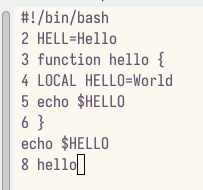 #!/bin/bash
2 HELL=Hello
3 function hello {
4 LOCAL HELLO=World
5 echo $HELLO
6 }
echo $HELLO
8 hello